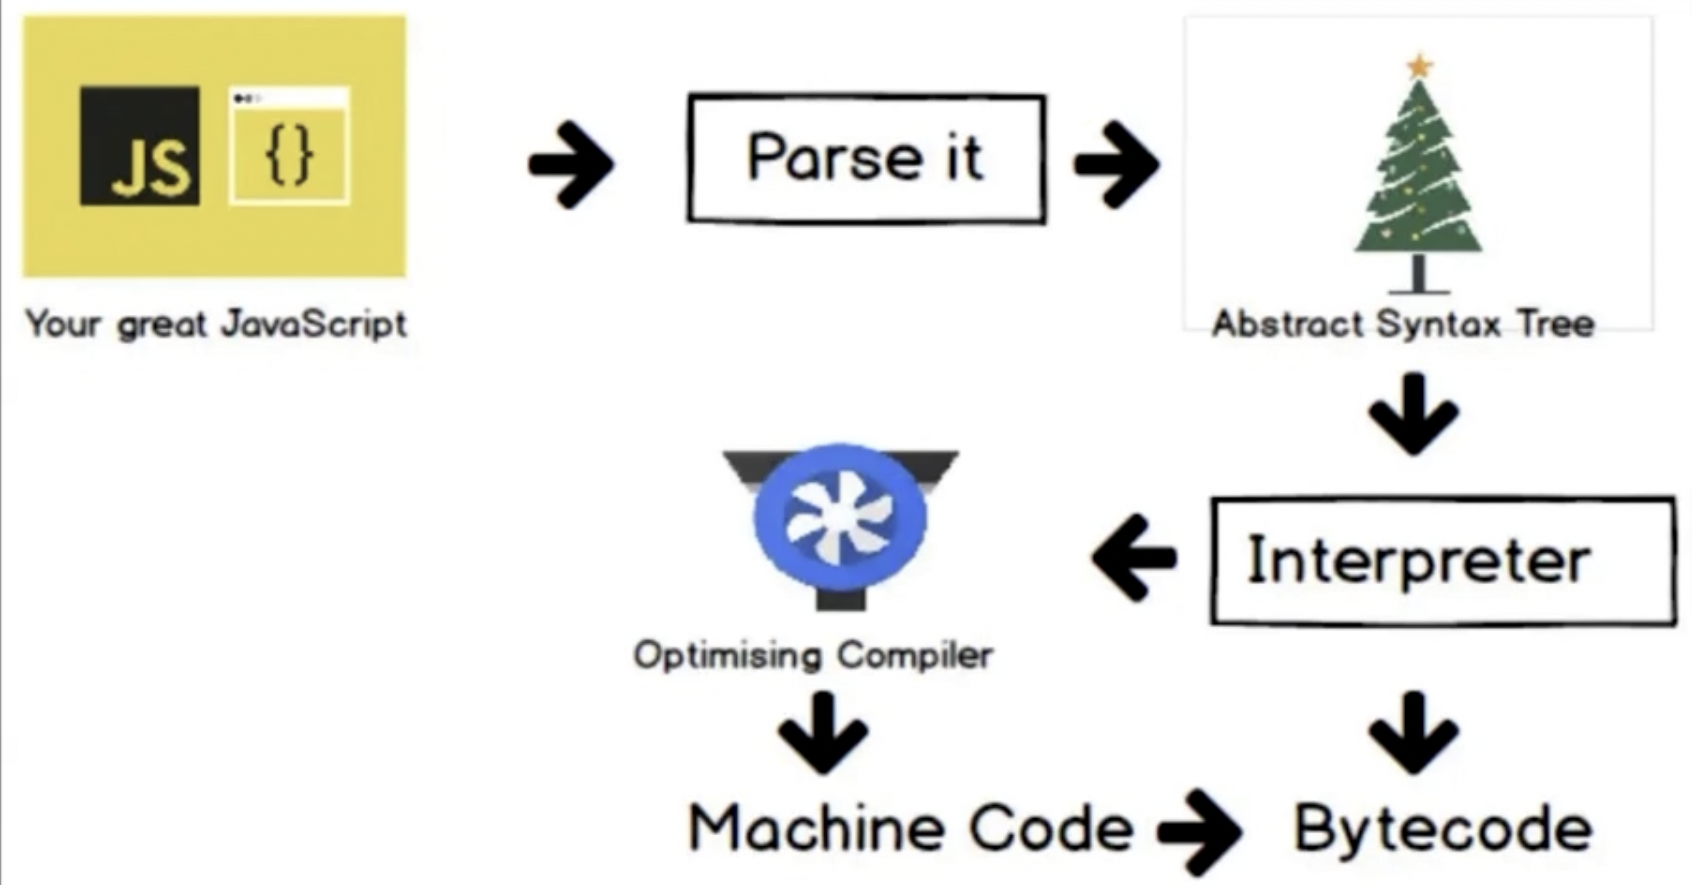 JS {}
Your great JavaScript
Parse it
Abstract Syntax Tree
Interpreter
Optimising Compiler
Machine Code
Bytecode